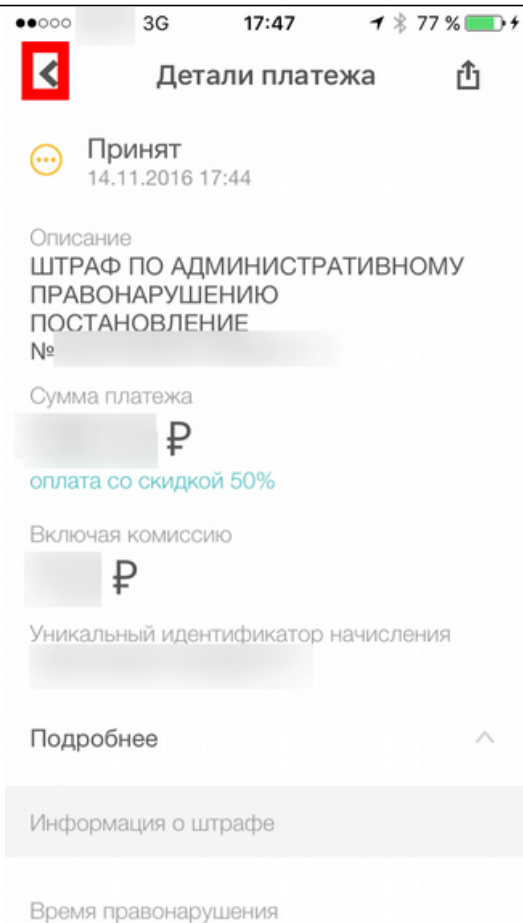 3G 17:47 77 %
Детали платежа
Принят
14.11.2016 17:44
Описание
ШТРАФ ПО АДМИНИСТРАТИВНОМУ
ПРАВОНАРУШЕНИЮ
ПОСТАНОВЛЕНИЕ
№
Сумма платежа
₽
оплата со скидкой 50%
Включая комиссию
₽
Уникальный идентификатор начисления
Подробнее
Информация о штрафе
Время правонарушения